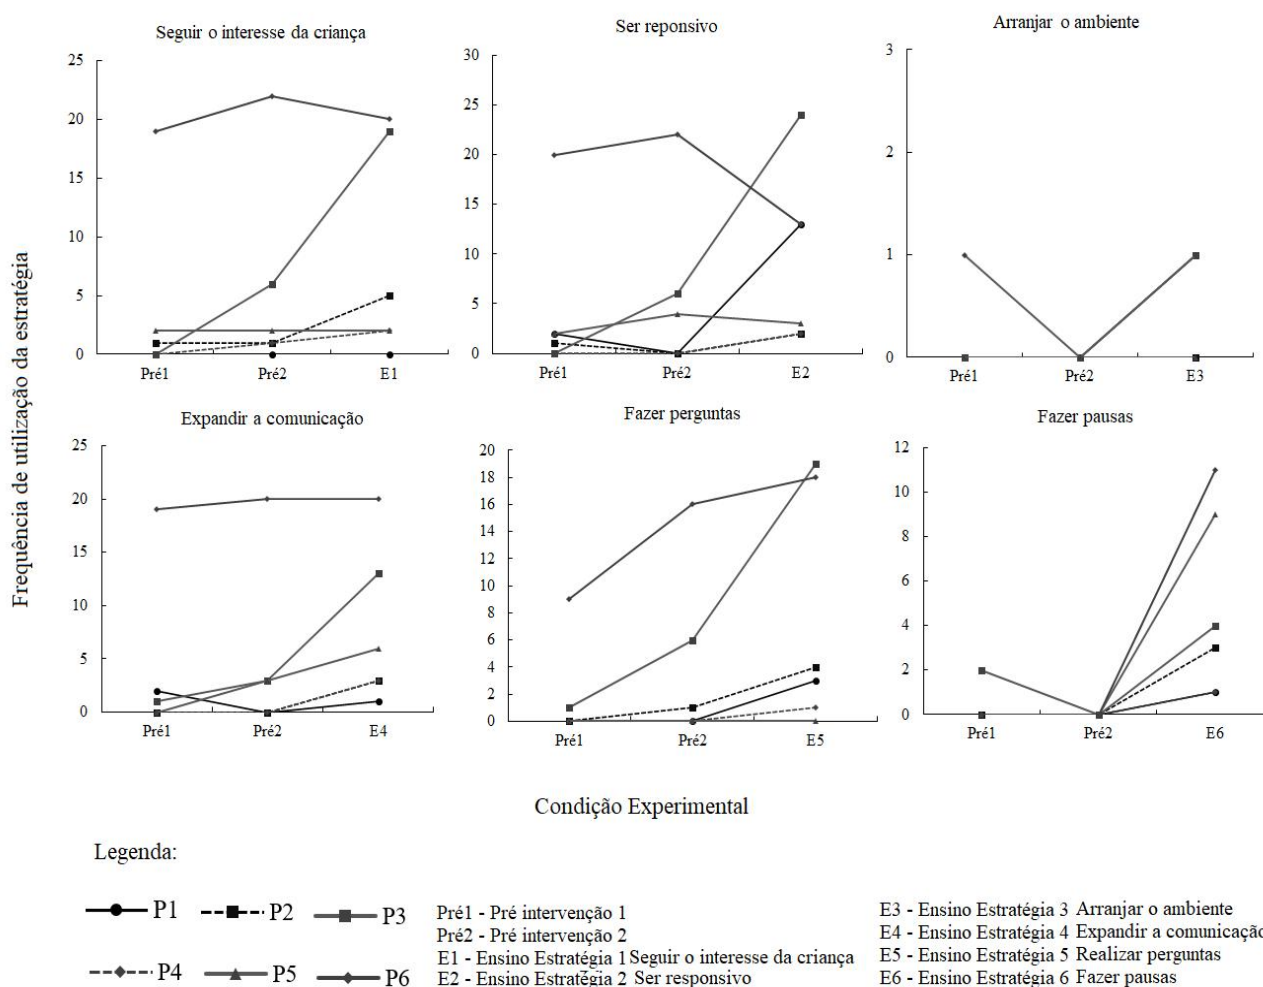 Seguir o interesse da criança
25
20
15
10
5
0
Pré1 Pré2 E1
Ser reponsivo
30
25
20
15
10
5
0
Pré1 Pré2 E2
Arranjar o ambiente
3
2
1
0
Pré1 Pré2 E3
Frequência de utilização da estratégia
Expandir a comunicação
25
20
15
10
5
0
Pré1 Pré2 E4
Fazer perguntas
20
18
16
14
12
10
8
6
4
2
0
Pré1 Pré2 E5
Fazer pausas
12
10
8
6
4
2
0
Pré1 Pré2 E6
Condição Experimental
Legenda:
P1 P2 P3
P4 P5 P6
Pré1 - Pré intervenção 1
Pré2 - Pré intervenção 2
E1 - Ensino Estratégia 1 Seguir o interesse da criança
E2 - Ensino Estratégia 2 Ser responsivo
E3 - Ensino Estratégia 3 Arranjar o ambiente
E4 - Ensino Estratégia 4 Expandir a comunicação
E5 - Ensino Estratégia 5 Realizar perguntas
E6 - Ensino Estratégia 6 Fazer pausas